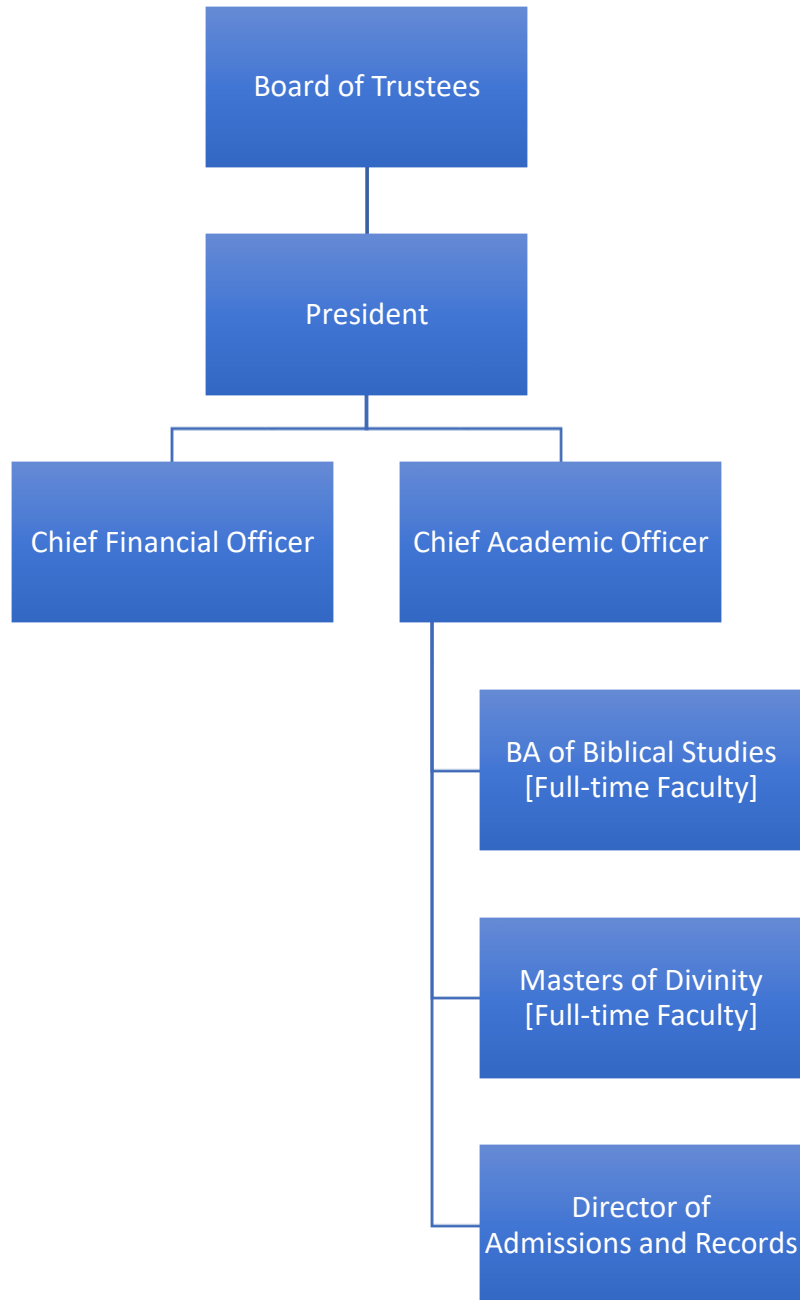 Board of Trustees
President
Chief Financial Officer
Chief Academic Officer
BA of Biblical Studies
[Full-time Faculty]
Masters of Divinity
[Full-time Faculty]
Director of
Admissions and Records